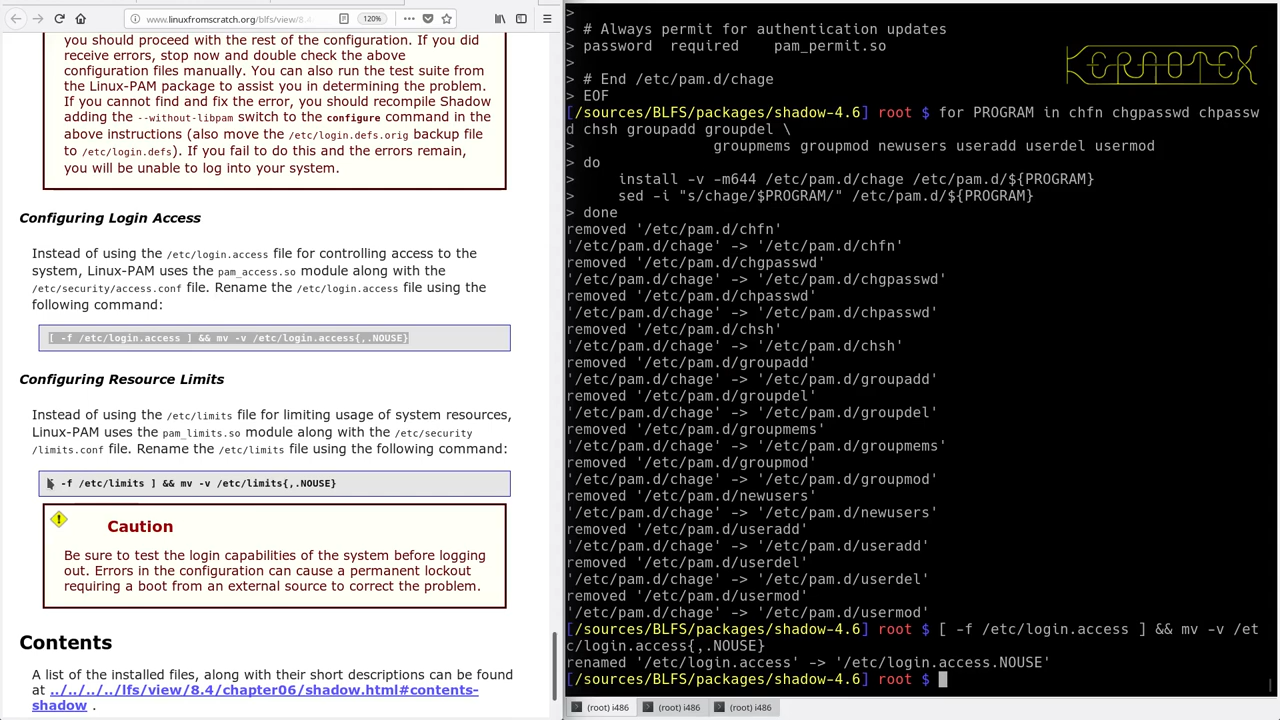 www.linuxfromscratch.org/blfs/view/8.4
120%
you should proceed with the rest of the configuration. If you did
receive errors, stop now and double check the above
configuration files manually. You can also run the test suite from
the Linux-PAM package to assist you in determining the problem.
If you cannot find and fix the error, you should recompile Shadow
adding the --without-libpam switch to the configure command in
the above instructions (also move the /etc/login.defs.orig backup file
to /etc/login.defs). If you fail to do this and the errors remain,
you will be unable to log into your system.
Configuring Login Access
Instead of using the /etc/login.access file for controlling access to the
system, Linux-PAM uses the pam_access.so module along with the
/etc/security/access.conf file. Rename the /etc/login.access file using the
following command:
[ -f /etc/login.access ] && mv -v /etc/login.access{,.NOUSE}
Configuring Resource Limits
Instead of using the /etc/limits file for limiting usage of system resources,
Linux-PAM uses the pam_limits.so module along with the /etc/security
/limits.conf file. Rename the /etc/limits file using the following command:
[ -f /etc/limits ] && mv -v /etc/limits{,.NOUSE}
Caution
Be sure to test the login capabilities of the system before logging
out. Errors in the configuration can cause a permanent lockout
requiring a boot from an external source to correct the problem.
Contents
A list of the installed files, along with their short descriptions can be found
at ../../../../lfs/view/8.4/chapter06/shadow.html#contents-
shadow .
>
> # Always permit for authentication updates
> password  required    pam_permit.so
>
> # End /etc/pam.d/chage
> EOF
[/sources/BLFS/packages/shadow-4.6] root $ for PROGRAM in chfn chgpasswd chpassw
d chsh groupadd groupdel \
>                 groupmems groupmod newusers useradd userdel usermod
> do
>     install -v -m644 /etc/pam.d/chage /etc/pam.d/${PROGRAM}
>     sed -i "s/chage/$PROGRAM/" /etc/pam.d/${PROGRAM}
> done
removed '/etc/pam.d/chfn'
'/etc/pam.d/chage' -> '/etc/pam.d/chfn'
removed '/etc/pam.d/chgpasswd'
'/etc/pam.d/chage' -> '/etc/pam.d/chgpasswd'
removed '/etc/pam.d/chpasswd'
'/etc/pam.d/chage' -> '/etc/pam.d/chpasswd'
removed '/etc/pam.d/chsh'
'/etc/pam.d/chage' -> '/etc/pam.d/chsh'
removed '/etc/pam.d/groupadd'
'/etc/pam.d/chage' -> '/etc/pam.d/groupadd'
removed '/etc/pam.d/groupdel'
'/etc/pam.d/chage' -> '/etc/pam.d/groupdel'
removed '/etc/pam.d/groupmems'
'/etc/pam.d/chage' -> '/etc/pam.d/groupmems'
removed '/etc/pam.d/groupmod'
'/etc/pam.d/chage' -> '/etc/pam.d/groupmod'
removed '/etc/pam.d/newusers'
'/etc/pam.d/chage' -> '/etc/pam.d/newusers'
removed '/etc/pam.d/useradd'
'/etc/pam.d/chage' -> '/etc/pam.d/useradd'
removed '/etc/pam.d/userdel'
'/etc/pam.d/chage' -> '/etc/pam.d/userdel'
removed '/etc/pam.d/usermod'
'/etc/pam.d/chage' -> '/etc/pam.d/usermod'
[/sources/BLFS/packages/shadow-4.6] root $ [ -f /etc/login.access ] && mv -v /et
c/login.access{,.NOUSE}
renamed '/etc/login.access' -> '/etc/login.access.NOUSE'
[/sources/BLFS/packages/shadow-4.6] root $
(root) i486
(root) i486
(root) i486